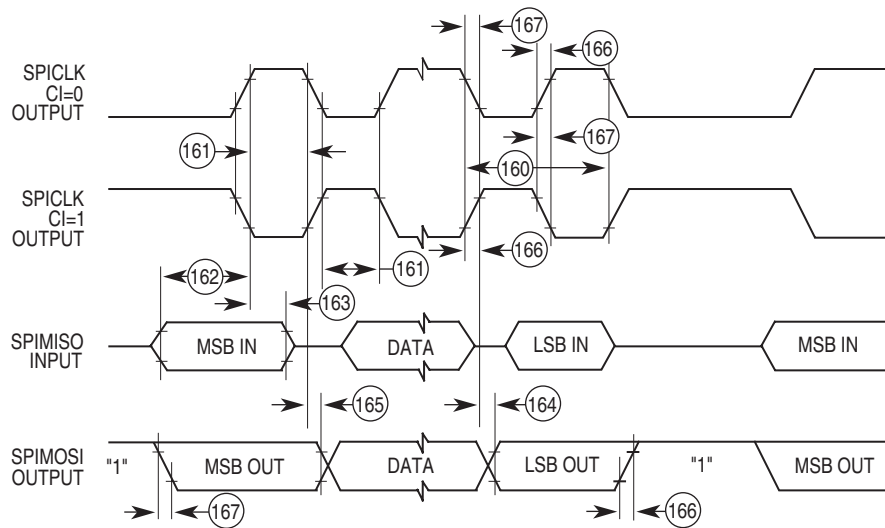 167
166
SPICLK
CI=0
OUTPUT
161
167
160
SPICLK
CI=1
OUTPUT
166
162
161
163
SPIMISO
INPUT
MSB IN
DATA
LSB IN
MSB IN
165
164
SPIMOSI
OUTPUT
"1"
MSB OUT
DATA
LSB OUT
"1"
MSB OUT
167
166